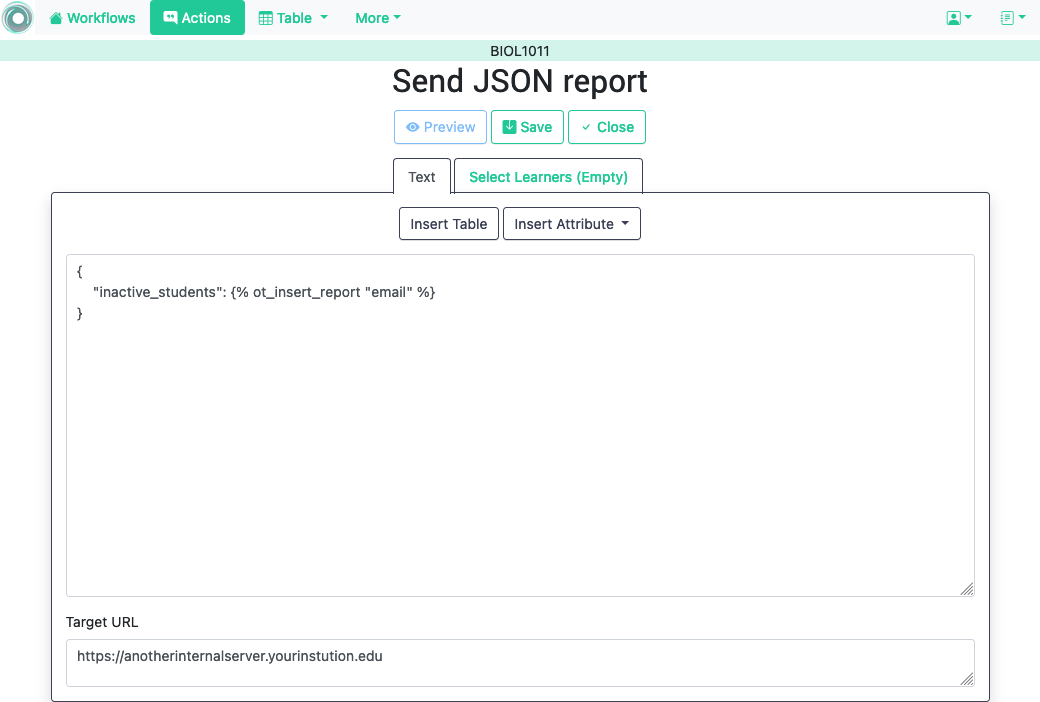 Workflows Actions Table More
BIOL1011
Send JSON report
Preview Save Close
Text Select Learners (Empty)
Insert Table Insert Attribute
{
"inactive_students": {% ot_insert_report "email" %}
}
Target URL
https://anotherinternalserver.yourinstution.edu